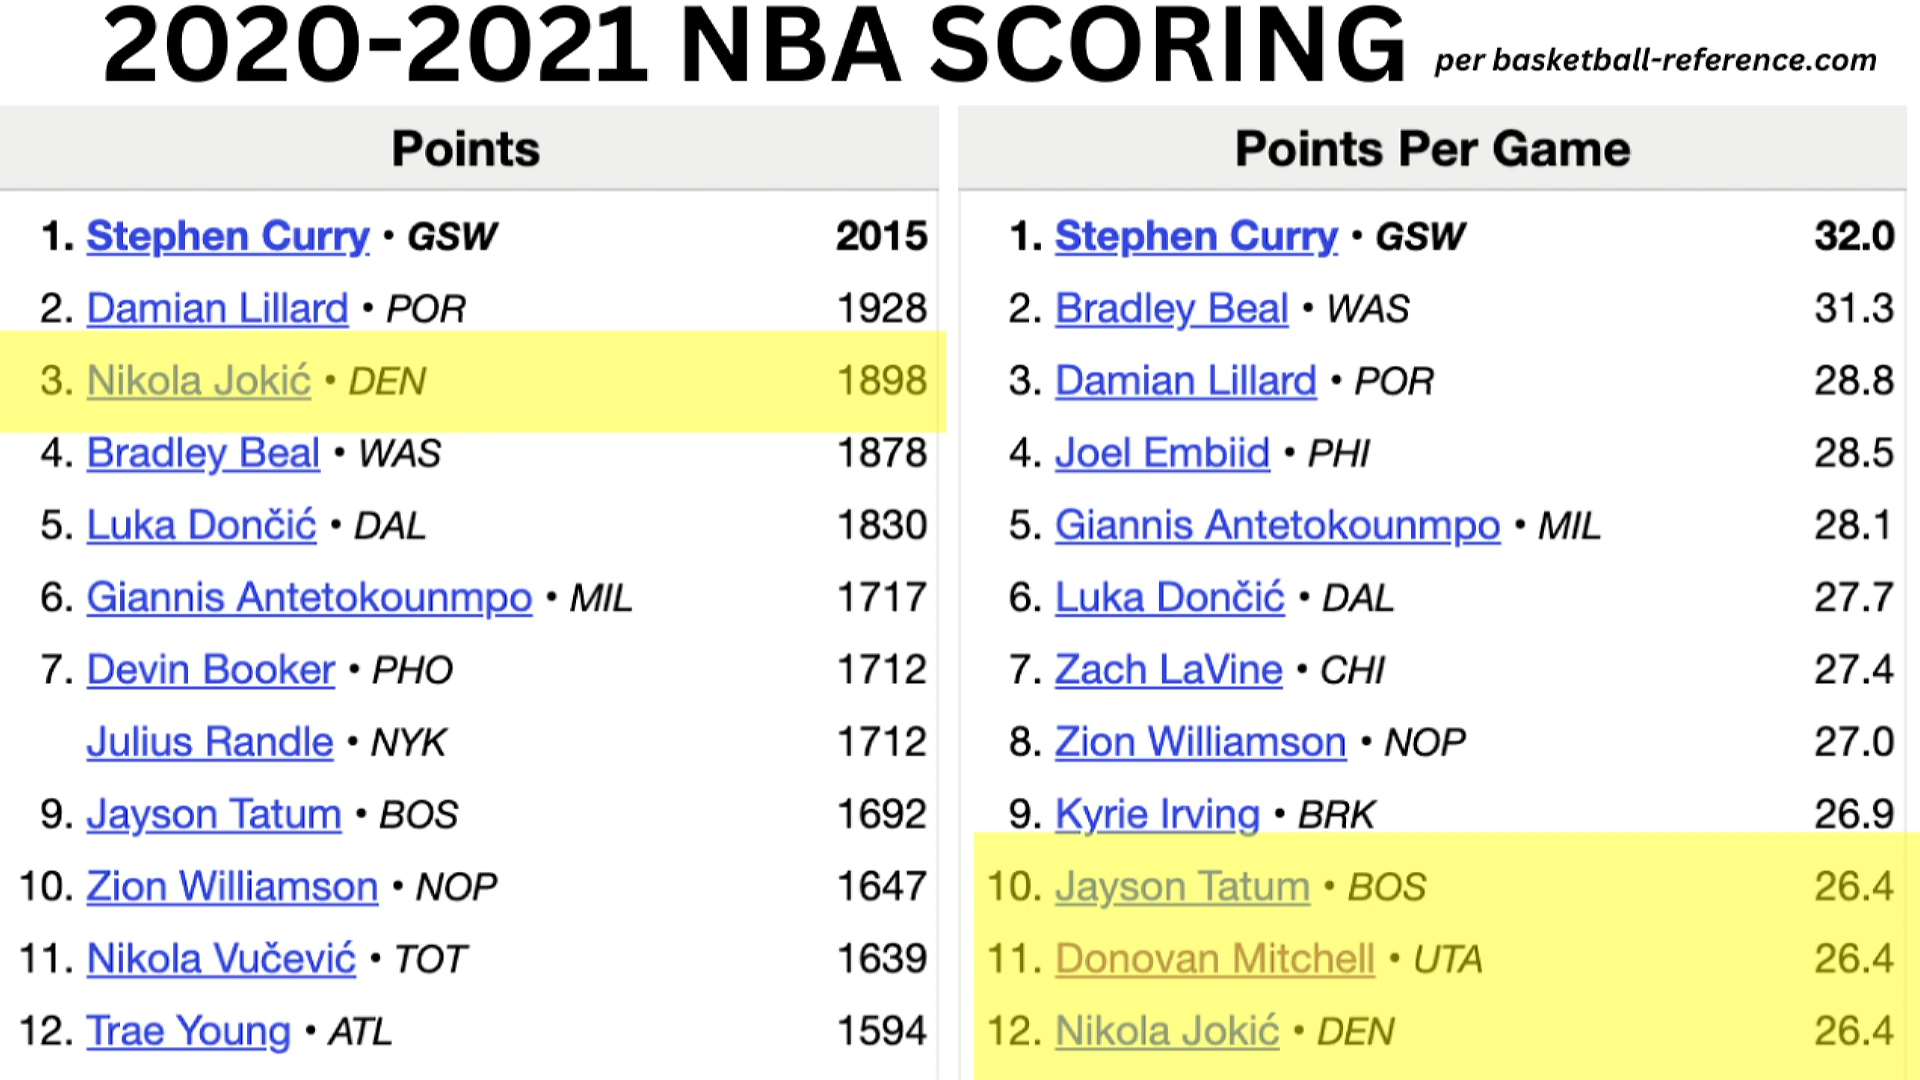 2020-2021 NBA SCORING per basketball-reference.com
Points
1. Stephen Curry • GSW 2015
2. Damian Lillard • POR 1928
3. Nikola Jokić • DEN 1898
4. Bradley Beal • WAS 1878
5. Luka Dončić • DAL 1830
6. Giannis Antetokounmpo • MIL 1717
7. Devin Booker • PHO 1712
Julius Randle • NYK 1712
9. Jayson Tatum • BOS 1692
10. Zion Williamson • NOP 1647
11. Nikola Vučević • TOT 1639
12. Trae Young • ATL 1594
Points Per Game
1. Stephen Curry • GSW 32.0
2. Bradley Beal • WAS 31.3
3. Damian Lillard • POR 28.8
4. Joel Embiid • PHI 28.5
5. Giannis Antetokounmpo • MIL 28.1
6. Luka Dončić • DAL 27.7
7. Zach LaVine • CHI 27.4
8. Zion Williamson • NOP 27.0
9. Kyrie Irving • BRK 26.9
10. Jayson Tatum • BOS 26.4
11. Donovan Mitchell • UTA 26.4
12. Nikola Jokić • DEN 26.4